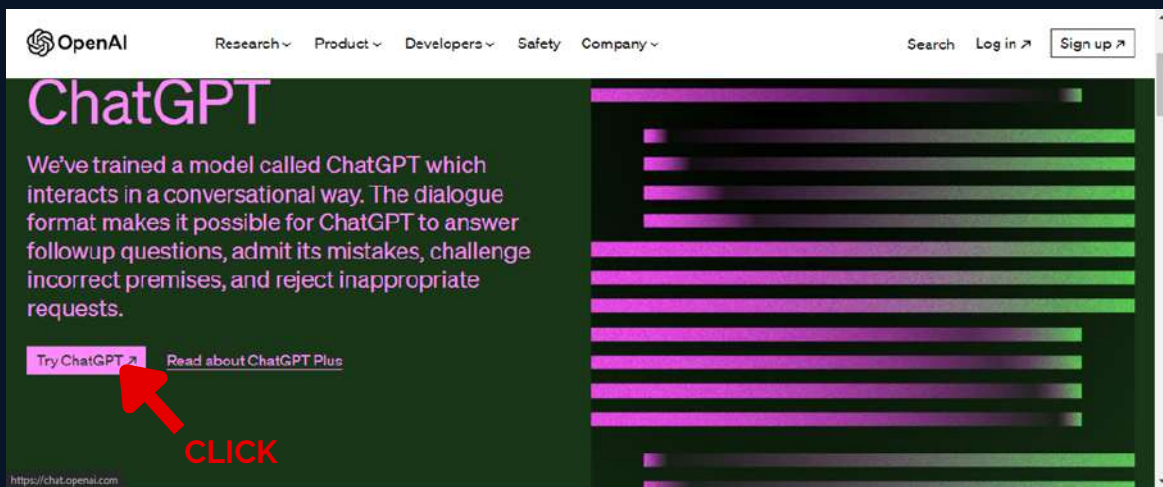 OpenAI Research Product Developers Safety Company Search Log in ↗ Sign up ↗
ChatGPT
We've trained a model called ChatGPT which
interacts in a conversational way. The dialogue
format makes it possible for ChatGPT to answer
followup questions, admit its mistakes, challenge
incorrect premises, and reject inappropriate
requests.
Try ChatGPT ↗ Read about ChatGPT Plus
CLICK
https://chat.openai.com